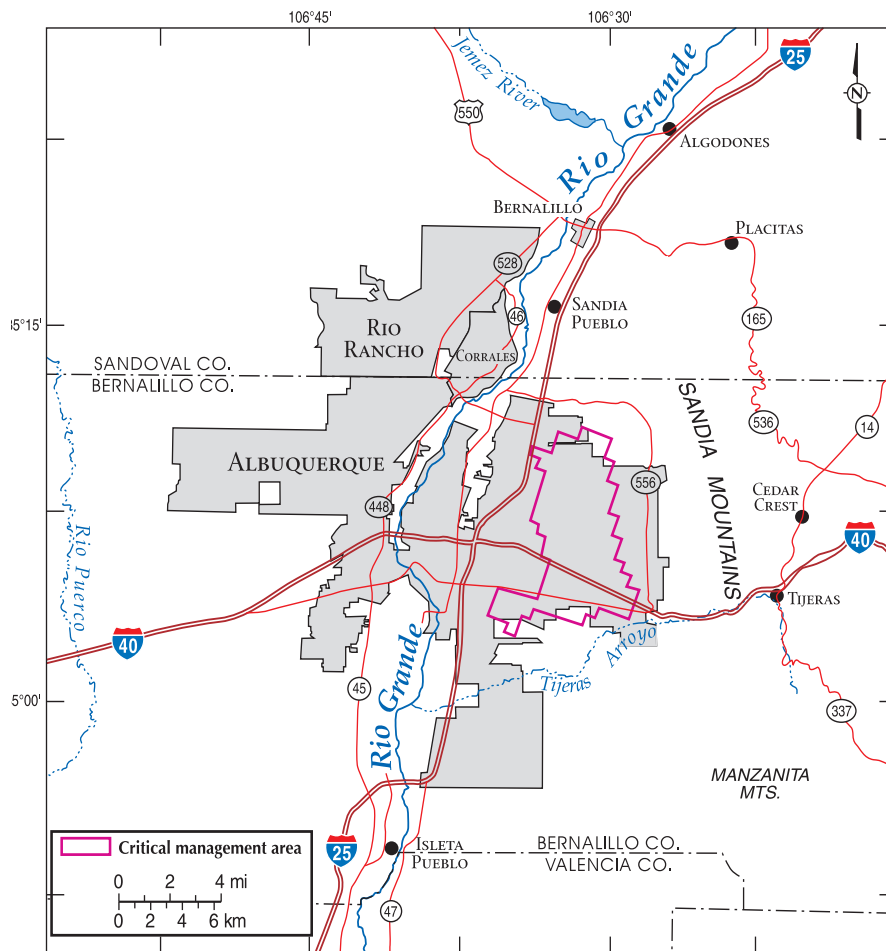 106°45'
106°30'
Jemez River
550
Rio Grande
25
N
ALGODONES
BERNALILLO
PLACITAS
528
46
SANDIA
PUEBLO
165
5°15'
RIO
RANCHO
CORRALES
SANDOVAL CO.
BERNALILLO CO.
SANDIA MOUNTAINS
536
14
ALBUQUERQUE
556
448
CEDAR
CREST
40
Rio Puerco
TIJERAS
40
Arroyo
Tijeras
45
Rio Grande
5°00'
337
MANZANITA
MTS.
Critical management area
0 2 4 mi
0 2 4 6 km
25
ISLETA
PUEBLO
BERNALILLO CO.
VALENCIA CO.
47